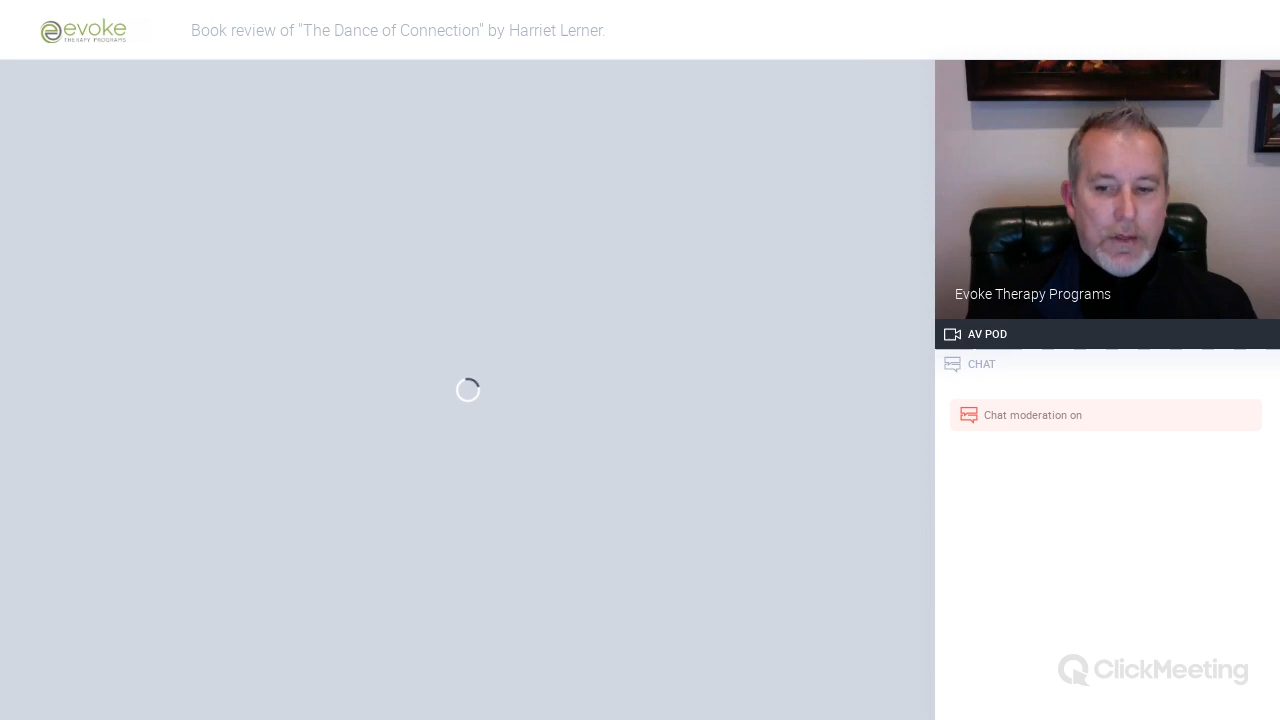 evoke
THERAPY PROGRAMS
Book review of "The Dance of Connection" by Harriet Lerner.
Evoke Therapy Programs
AV POD
CHAT
Chat moderation on
ClickMeeting